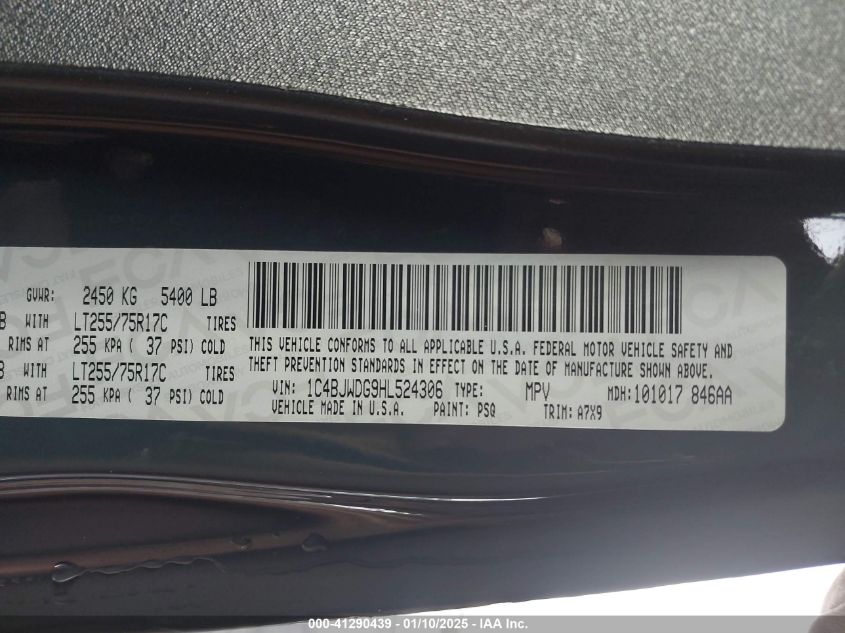 GVWR: 2450 KG 5400 LB
B WITH LT255/75R17C TIRES
RIMS AT 255 KPA ( 37 PSI) COLD
B WITH LT255/75R17C TIRES
RIMS AT 255 KPA ( 37 PSI) COLD
THIS VEHICLE CONFORMS TO ALL APPLICABLE U.S.A. FEDERAL MOTOR VEHICLE SAFETY AND
THEFT PREVENTION STANDARDS IN EFFECT ON THE DATE OF MANUFACTURE SHOWN ABOVE.
VIN: 1C4BJWDG9HL524306 TYPE: MPV MDH:101017 846AA
VEHICLE MADE IN U.S.A. PAINT: PSQ TRIM: A7X9
000-41290439 - 01/10/2025 - IAA Inc.